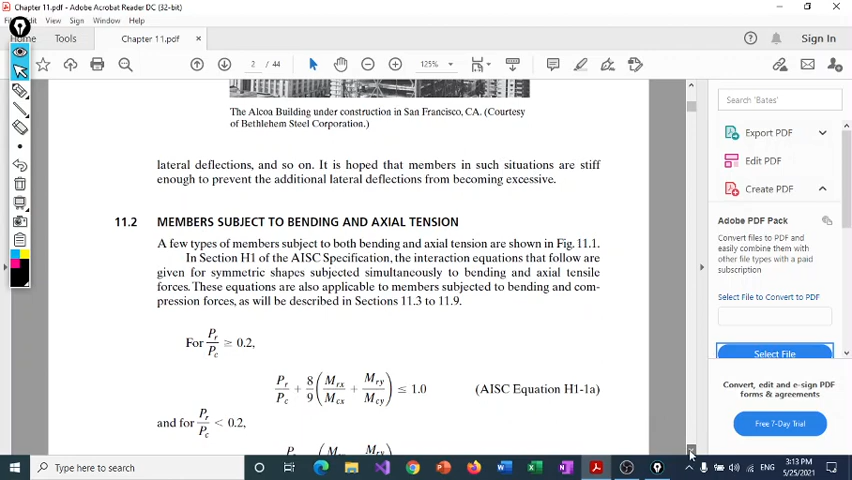 Chapter 11.pdf - Adobe Acrobat Reader DC (32-bit)
View Sign Window Help
Home Tools Chapter 11.pdf × Sign In
2 / 44 125%
The Alcoa Building under construction in San Francisco, CA. (Courtesy
of Bethlehem Steel Corporation.)
lateral deflections, and so on. It is hoped that members in such situations are stiff
enough to prevent the additional lateral deflections from becoming excessive.
11.2 MEMBERS SUBJECT TO BENDING AND AXIAL TENSION
A few types of members subject to both bending and axial tension are shown in Fig. 11.1.
In Section H1 of the AISC Specification, the interaction equations that follow are
given for symmetric shapes subjected simultaneously to bending and axial tensile
forces. These equations are also applicable to members subjected to bending and com-
pression forces, as will be described in Sections 11.3 to 11.9.
For Pr/Pc ≥ 0.2,
Pr/Pc + 8/9 (Mrx/Mcx + Mry/Mcy) ≤ 1.0 (AISC Equation H1-1a)
and for Pr/Pc < 0.2,
Search 'Bates'
Export PDF
Edit PDF
Create PDF
Adobe PDF Pack
Convert files to PDF and
easily combine them with
other file types with a paid
subscription
Select File to Convert to PDF
Select File
Convert, edit and e-sign PDF
forms & agreements
Free 7-Day Trial
Type here to search
ENG
3:13 PM
5/25/2021